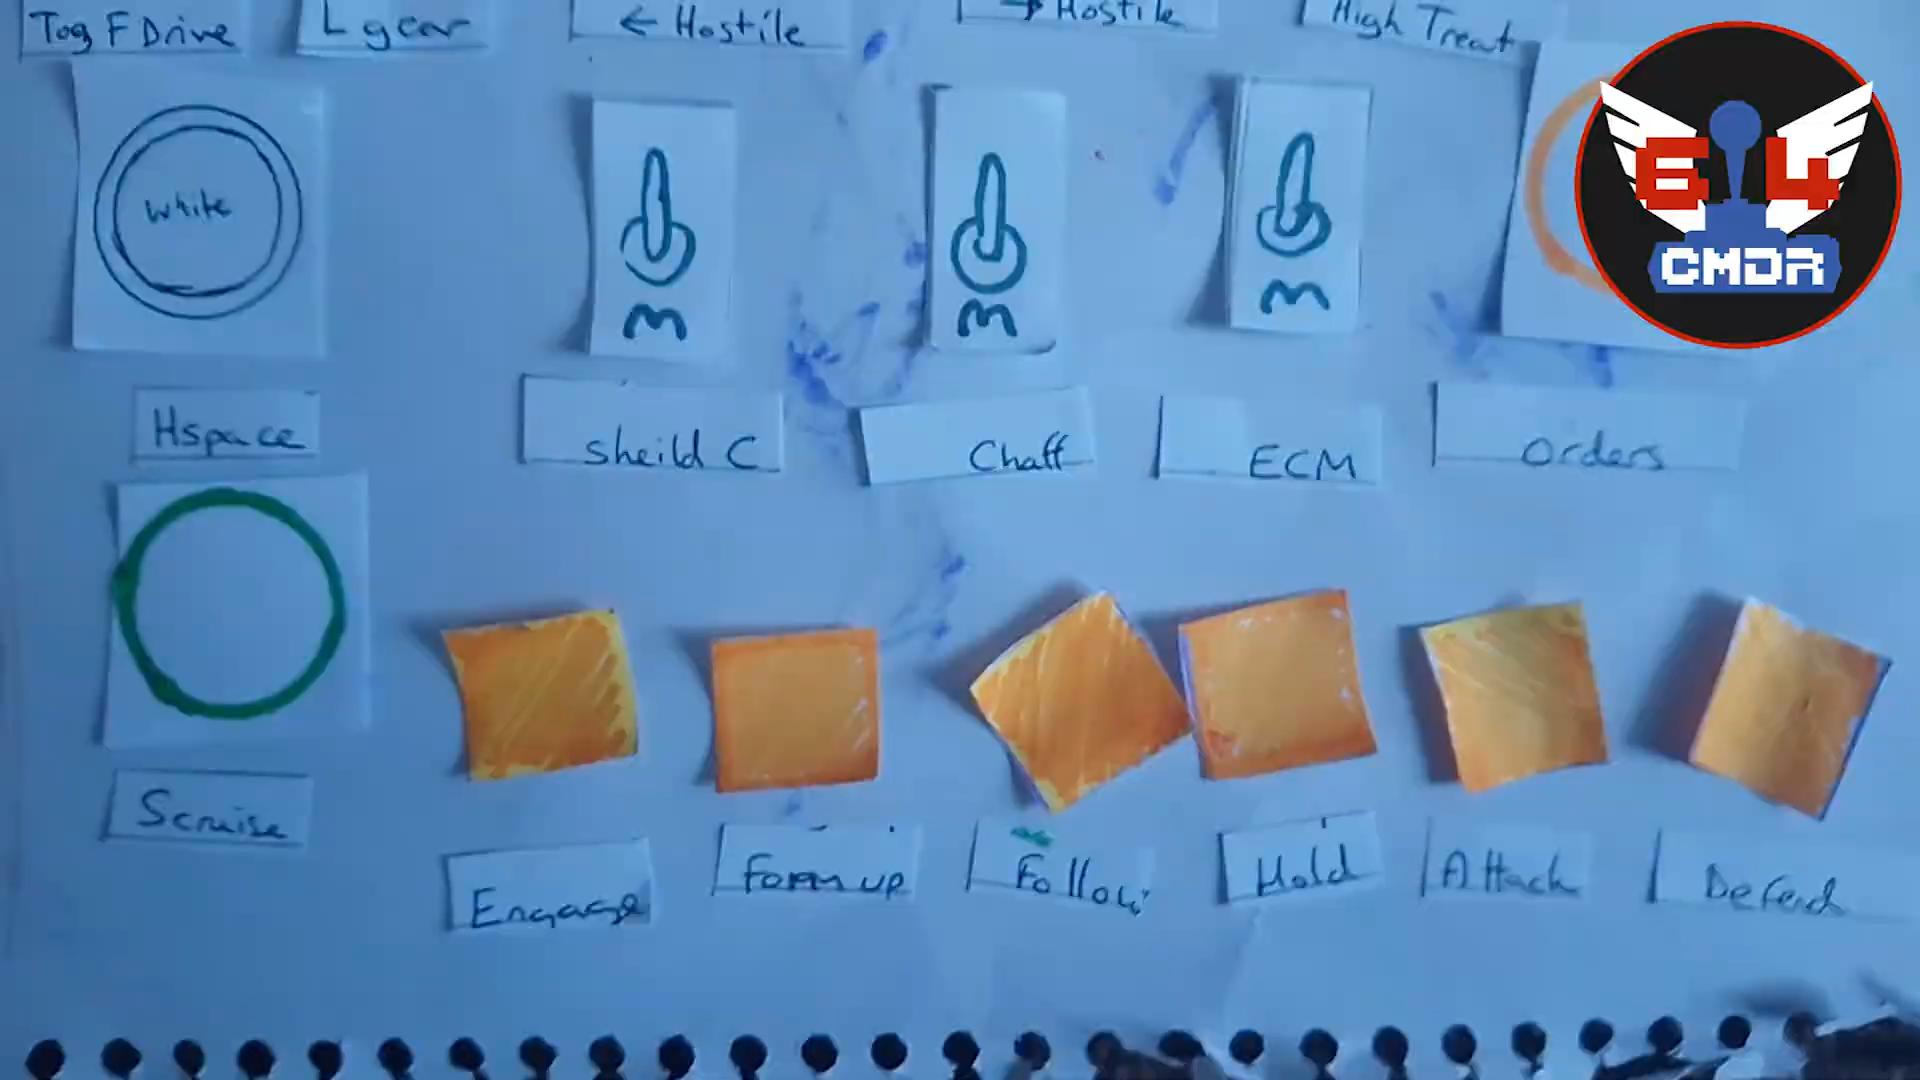 Tog F Drive
L gear
← Hostile
→ Hostile
High Treat
64
CMDR
White
M
M
M
Hspace
Sheild C
Chaff
ECM
Orders
Scruise
Engage
Form up
Follow
Hold
Attack
Defend